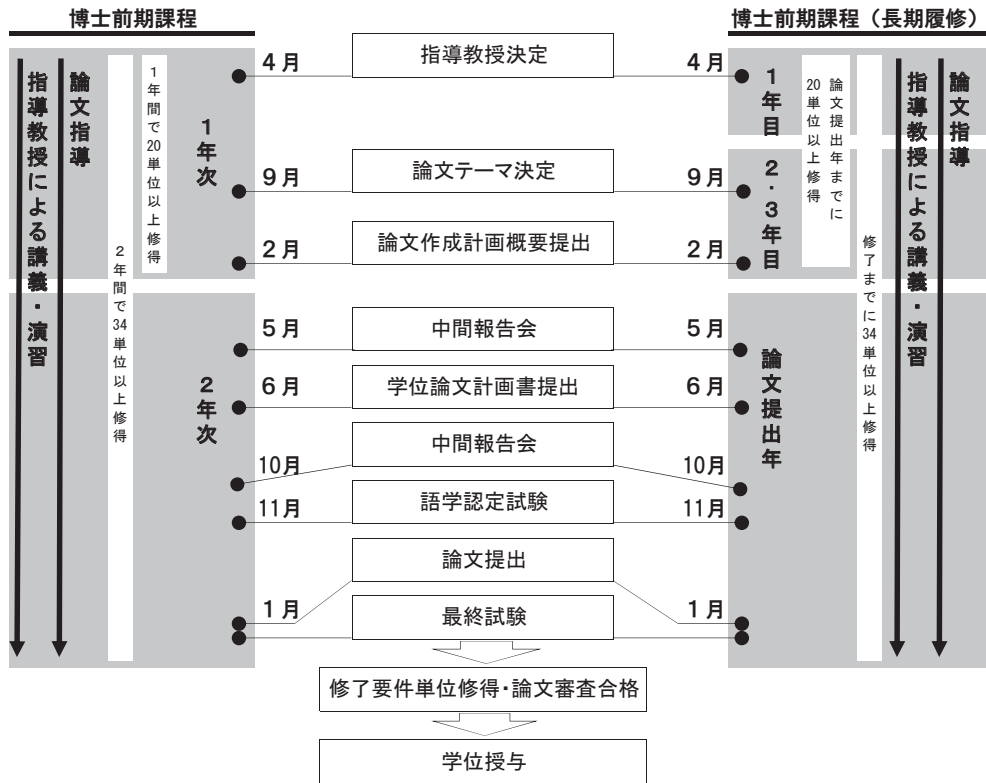 博士前期課程
博士前期課程（長期履修）
指導教授による講義・演習
論文指導
2年間で34単位以上修得
1年間で20単位以上修得
1年次
2年次
4月
指導教授決定
4月
9月
論文テーマ決定
9月
2月
論文作成計画概要提出
2月
5月
中間報告会
5月
6月
学位論文計画書提出
6月
10月
中間報告会
10月
11月
語学認定試験
11月
論文提出
1月
最終試験
1月
修了要件単位修得・論文審査合格
学位授与
1年目
2・3年目
論文提出年
論文提出年までに
20単位以上修得
修了までに34単位以上修得
指導教授による講義・演習
論文指導